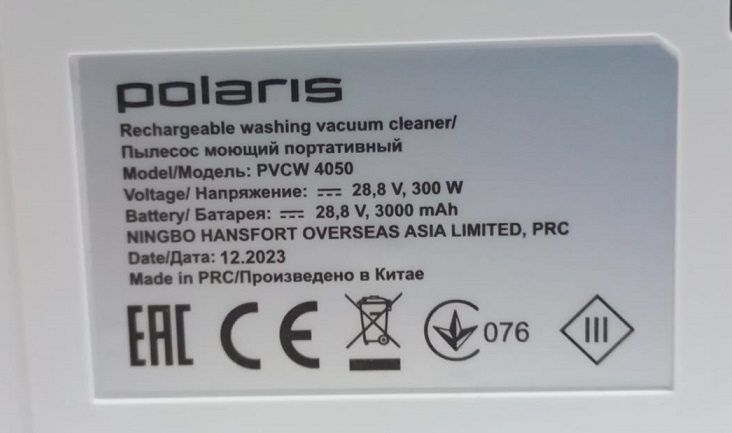 polaris
Rechargeable washing vacuum cleaner/
Пылесос моющий портативный
Model/Модель: PVCW 4050
Voltage/ Напряжение: ⎓ 28,8 V, 300 W
Battery/ Батарея: ⎓ 28,8 V, 3000 mAh
NINGBO HANSFORT OVERSEAS ASIA LIMITED, PRC
Date/Дата: 12.2023
Made in PRC/Произведено в Китае
EAC CE 076 III